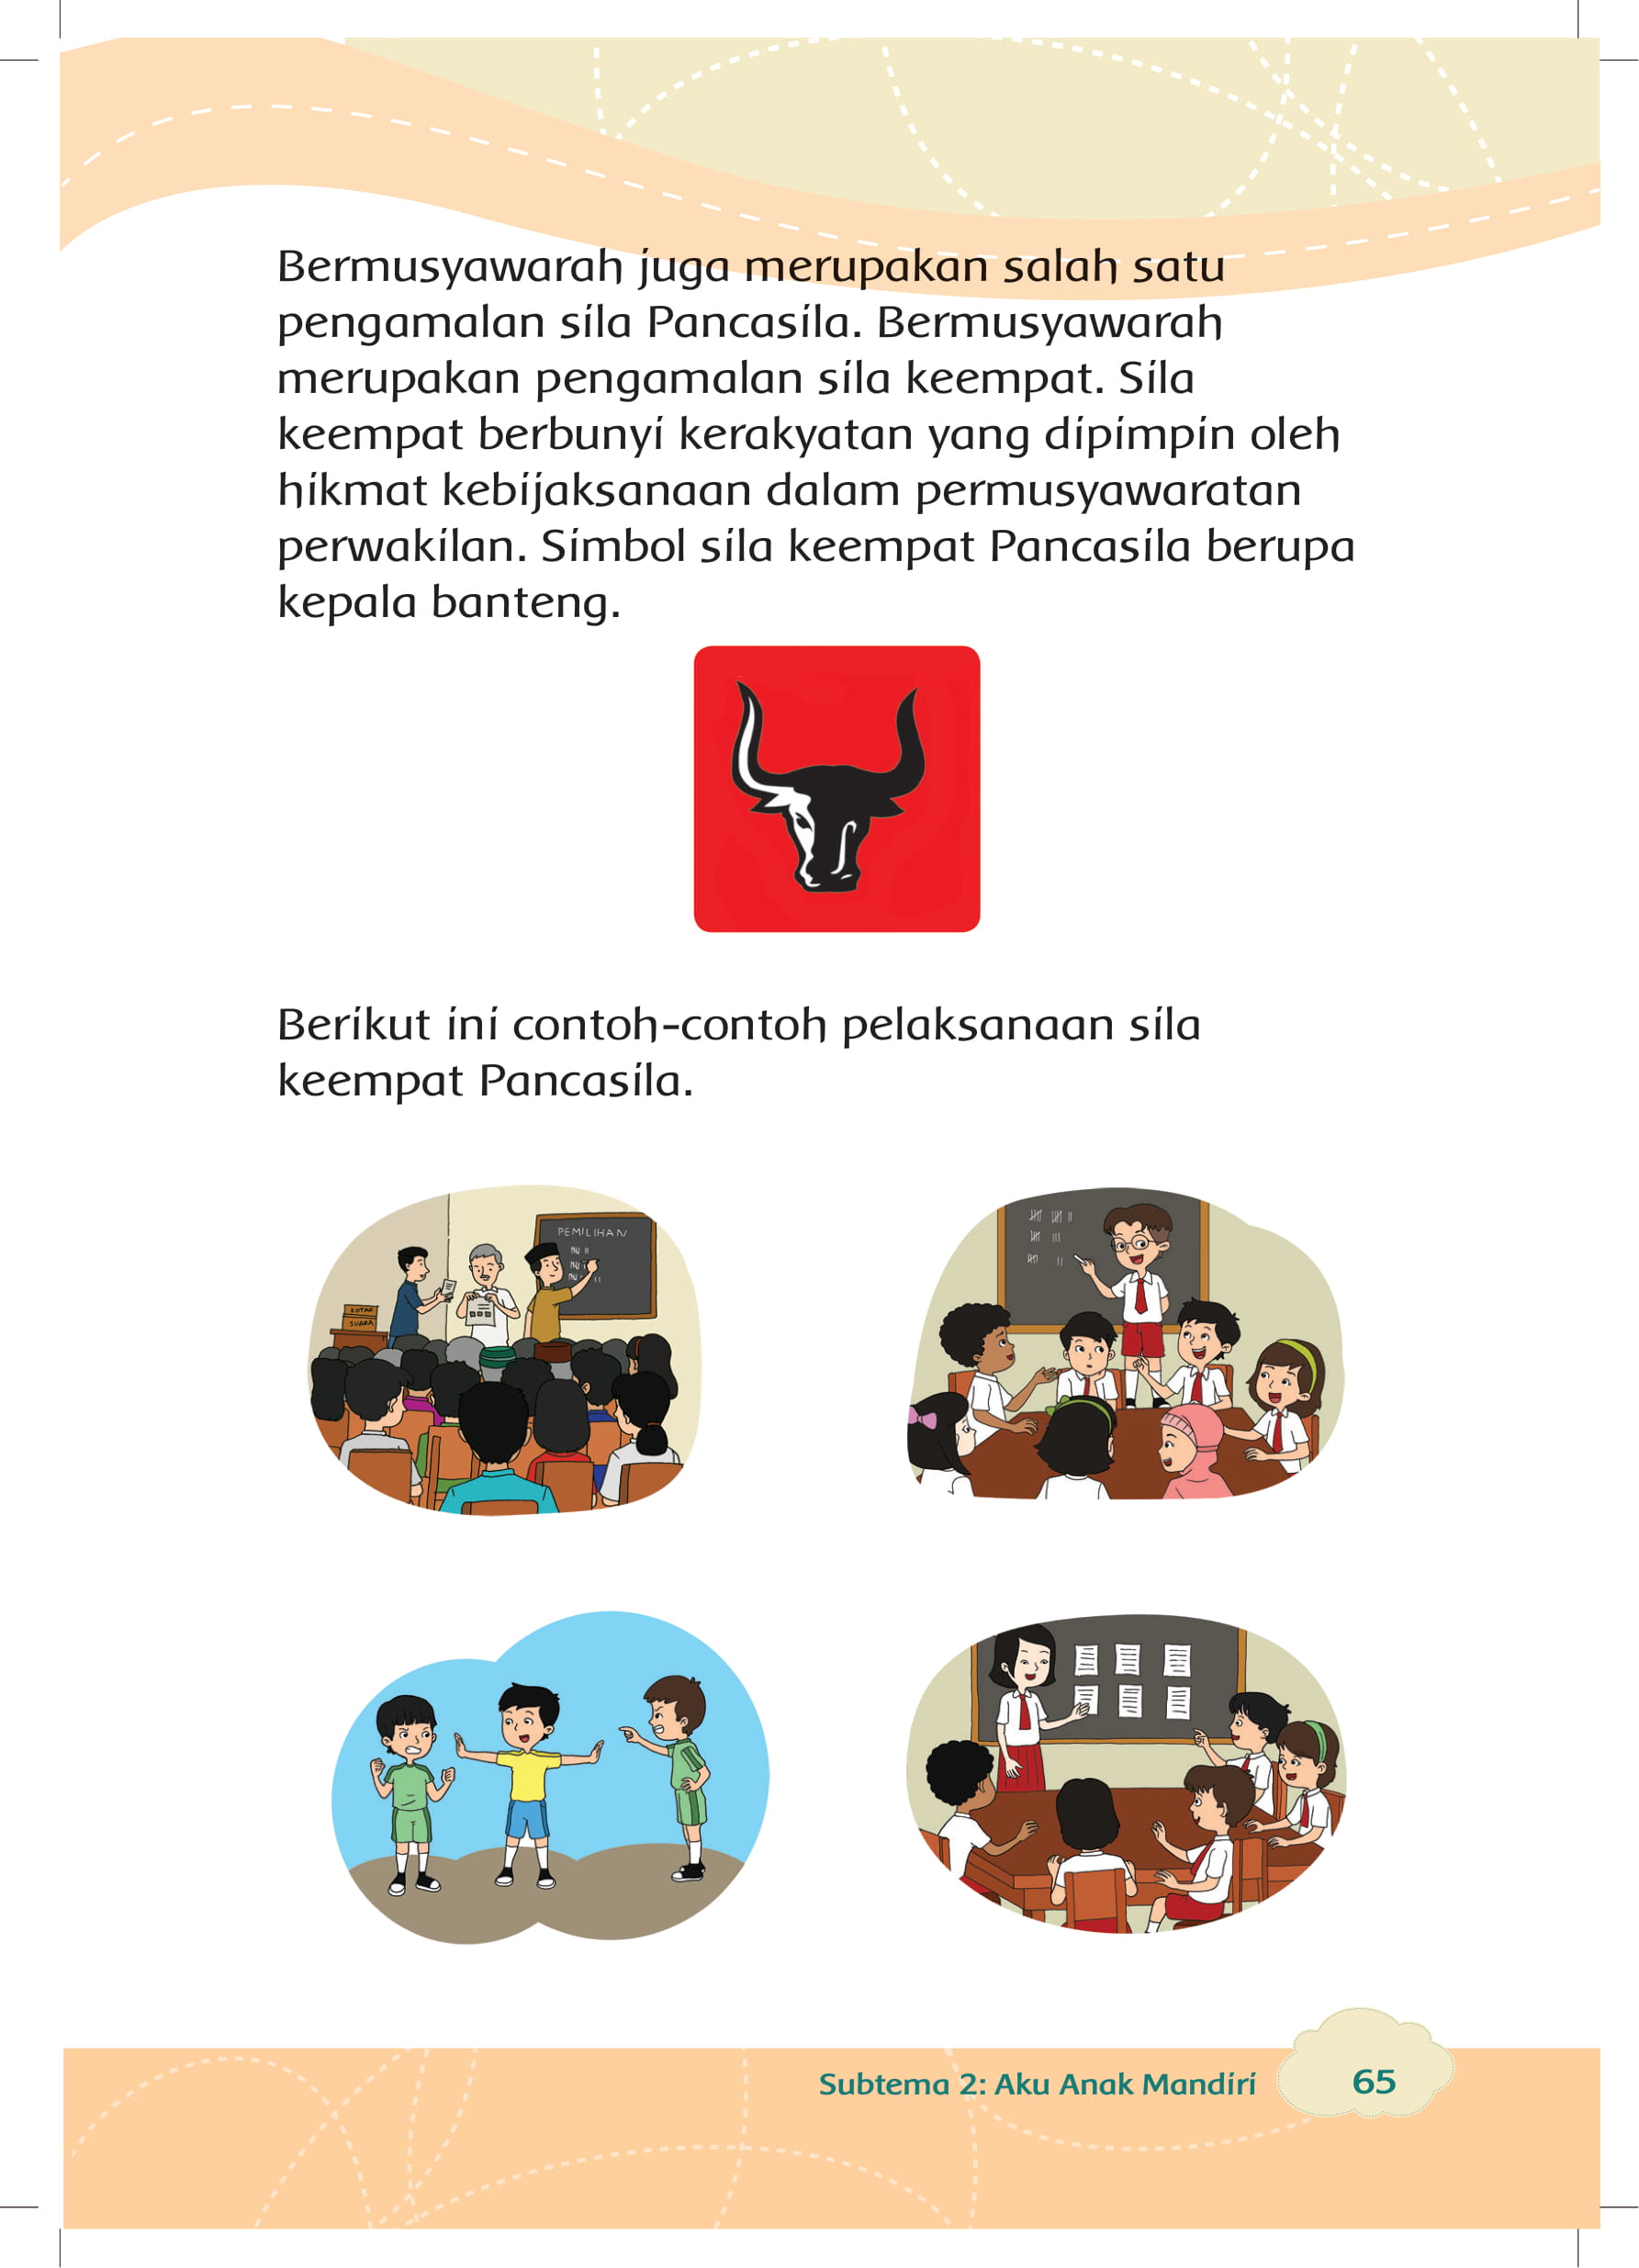 Bermusyawarah juga merupakan salah satu
pengamalan sila Pancasila. Bermusyawarah
merupakan pengamalan sila keempat. Sila
keempat berbunyi kerakyatan yang dipimpin oleh
hikmat kebijaksanaan dalam permusyawaratan
perwakilan. Simbol sila keempat Pancasila berupa
kepala banteng.
Berikut ini contoh-contoh pelaksanaan sila
keempat Pancasila.
PEMILIHAN
KOTAK
SUARA
Subtema 2: Aku Anak Mandiri
65